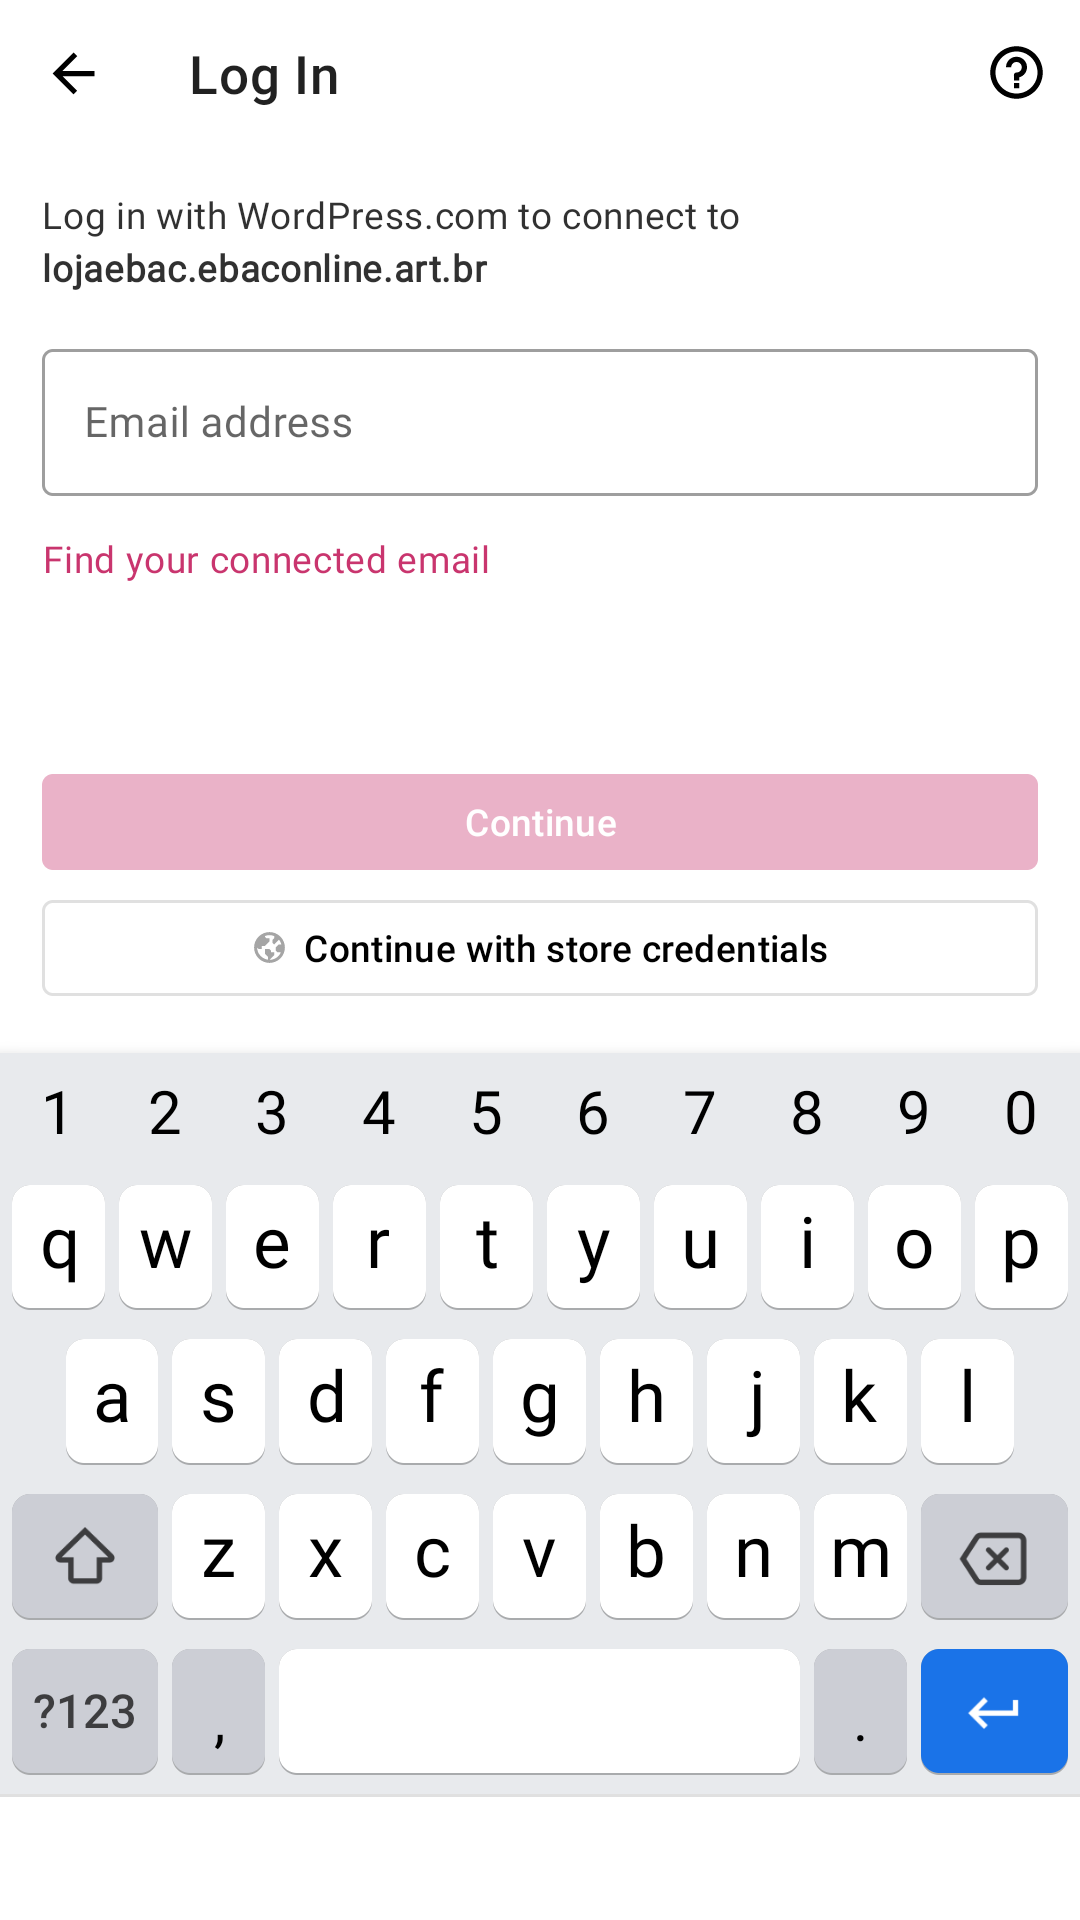 Log In
Log in with WordPress.com to connect to
lojaebac.ebaconline.art.br
Email address
Find your connected email
Continue
Continue with store credentials
1 2 3 4 5 6 7 8 9 0
q w e r t y u i o p
a s d f g h j k l
z x c v b n m
?123 , .